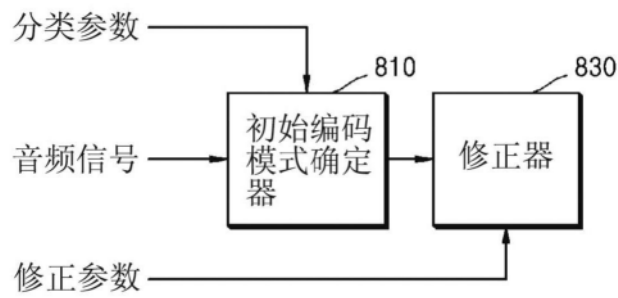 分类参数
810
830
音频信号
初始编码
模式确定
器
修正器
修正参数